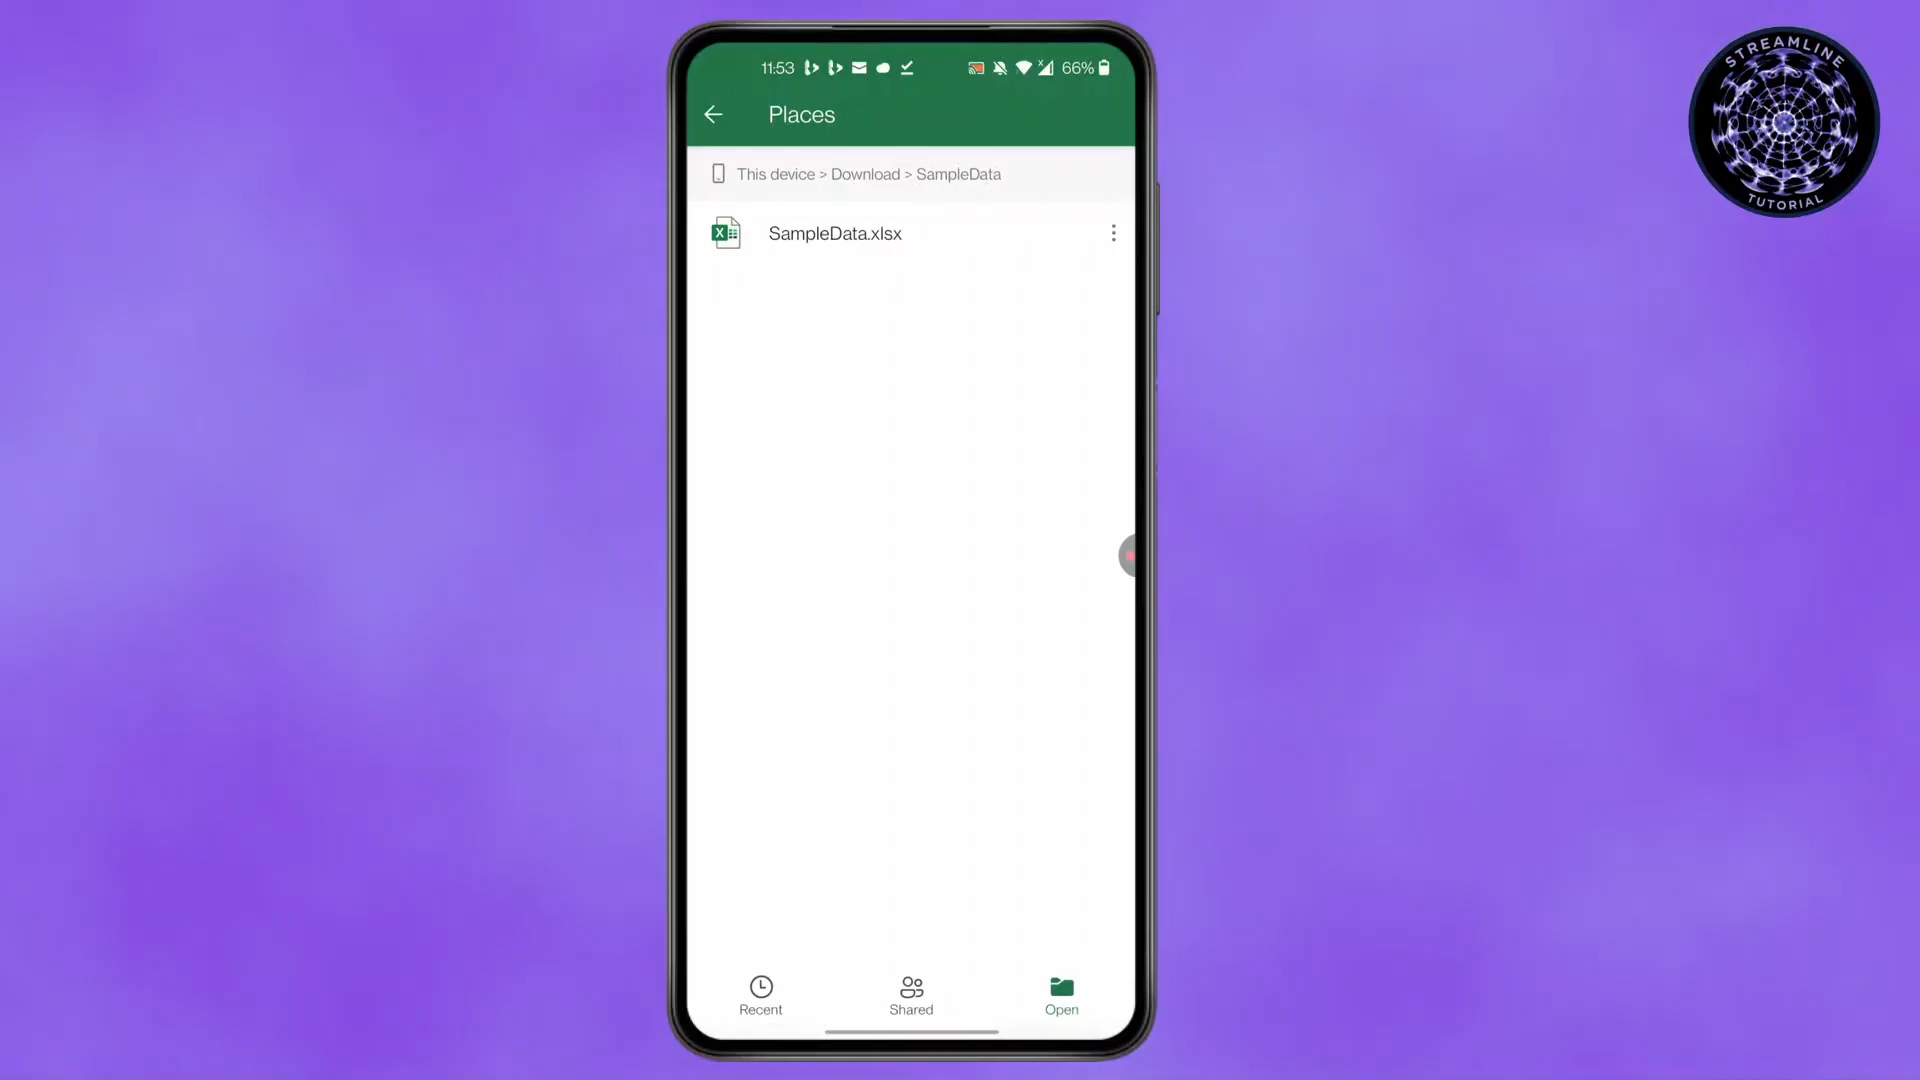 STREAMLINE
TUTORIAL
11:53
66%
Places
This device > Download > SampleData
SampleData.xlsx
Recent
Shared
Open